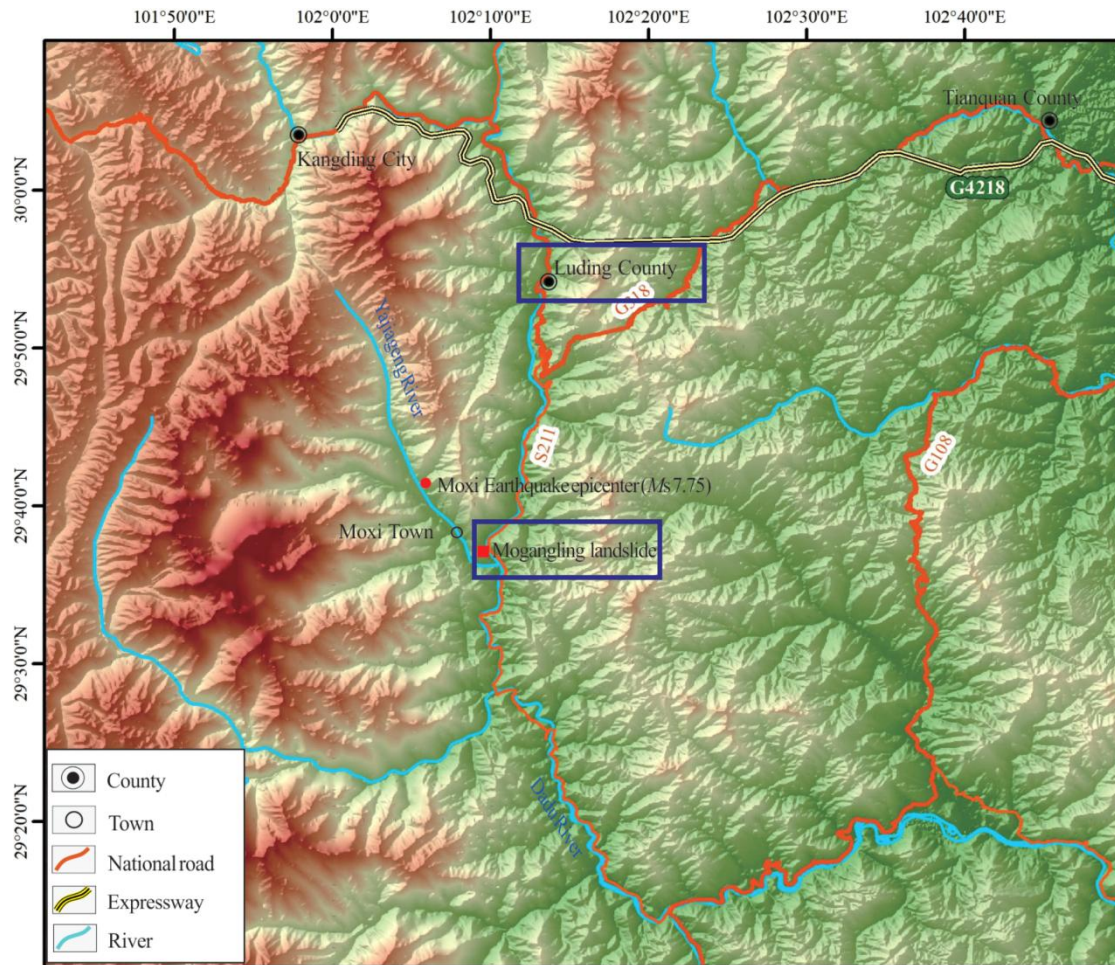 101°5'0"E
102°0'0"E
102°10'0"E
102°20'0"E
102°30'0"E
102°40'0"E
30°0'0"N
29°50'0"N
29°40'0"N
29°30'0"N
29°20'0"N
Tianquan County
Kangding City
G4218
Luding County
G318
Yajiageng River
S211
G108
Moxi Earthquake epicenter (Ms 7.75)
Moxi Town
Mogangling landslide
Dadu River
County
Town
National road
Expressway
River